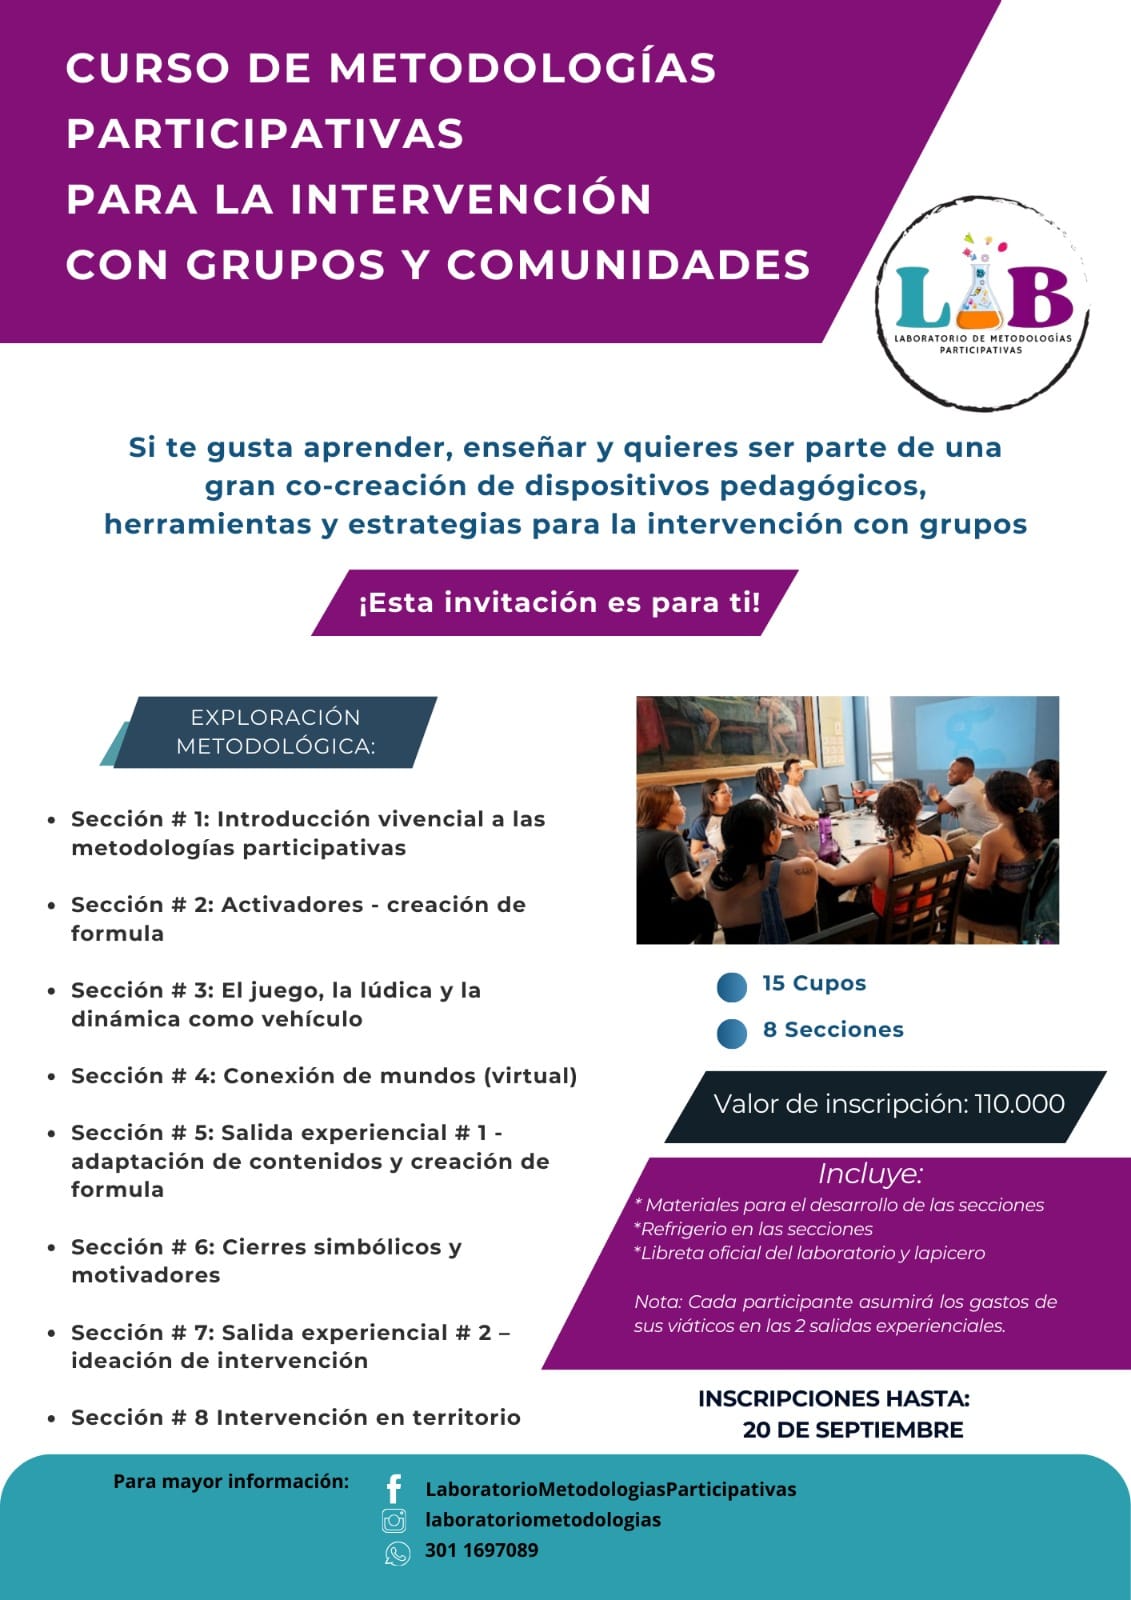 CURSO DE METODOLOGÍAS
PARTICIPATIVAS
PARA LA INTERVENCIÓN
CON GRUPOS Y COMUNIDADES
LAB
LABORATORIO DE METODOLOGÍAS
PARTICIPATIVAS
Si te gusta aprender, enseñar y quieres ser parte de una
gran co-creación de dispositivos pedagógicos,
herramientas y estrategias para la intervención con grupos
¡Esta invitación es para ti!
EXPLORACIÓN
METODOLÓGICA:
• Sección # 1: Introducción vivencial a las
metodologías participativas
• Sección # 2: Activadores - creación de
formula
• Sección # 3: El juego, la lúdica y la
dinámica como vehículo
• Sección # 4: Conexión de mundos (virtual)
• Sección # 5: Salida experiencial # 1 -
adaptación de contenidos y creación de
formula
• Sección # 6: Cierres simbólicos y
motivadores
• Sección # 7: Salida experiencial # 2 –
ideación de intervención
• Sección # 8 Intervención en territorio
15 Cupos
8 Secciones
Valor de inscripción: 110.000
Incluye:
* Materiales para el desarrollo de las secciones
*Refrigerio en las secciones
*Libreta oficial del laboratorio y lapicero
Nota: Cada participante asumirá los gastos de
sus viáticos en las 2 salidas experienciales.
INSCRIPCIONES HASTA:
20 DE SEPTIEMBRE
Para mayor información:
LaboratorioMetodologiasParticipativas
laboratoriometodologias
301 1697089